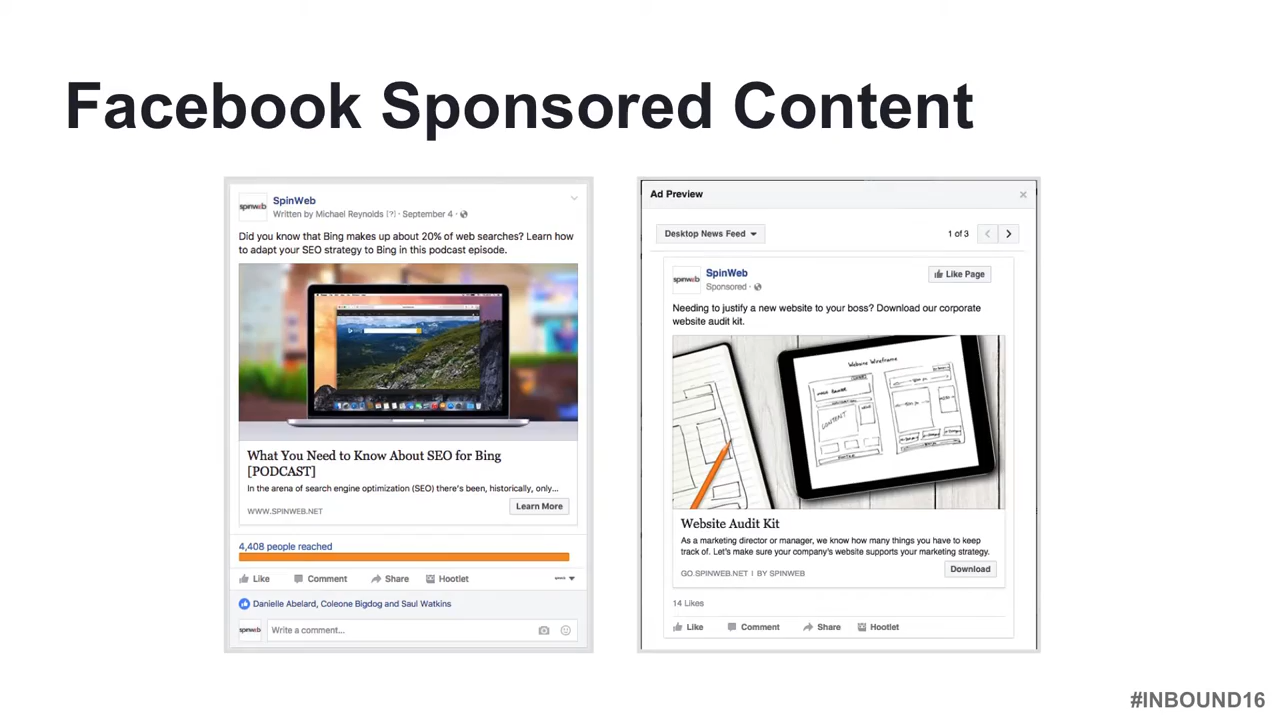 Facebook Sponsored Content
spinweb
SpinWeb
Written by Michael Reynolds [?] · September 4 ·
Did you know that Bing makes up about 20% of web searches? Learn how
to adapt your SEO strategy to Bing in this podcast episode.
What You Need to Know About SEO for Bing
[PODCAST]
In the arena of search engine optimization (SEO) there's been, historically, only...
WWW.SPINWEB.NET
Learn More
4,408 people reached
Like Comment Share Hootlet
Danielle Abelard, Coleone Bigdog and Saul Watkins
spinweb
Write a comment...
Ad Preview
Desktop News Feed
1 of 3
spinweb
SpinWeb
Sponsored ·
Like Page
Needing to justify a new website to your boss? Download our corporate
website audit kit.
Website Wireframe
CONTENT
Website Audit Kit
As a marketing director or manager, we know how many things you have to keep
track of. Let's make sure your company's website supports your marketing strategy.
GO.SPINWEB.NET | BY SPINWEB
Download
14 Likes
Like Comment Share Hootlet
#INBOUND16